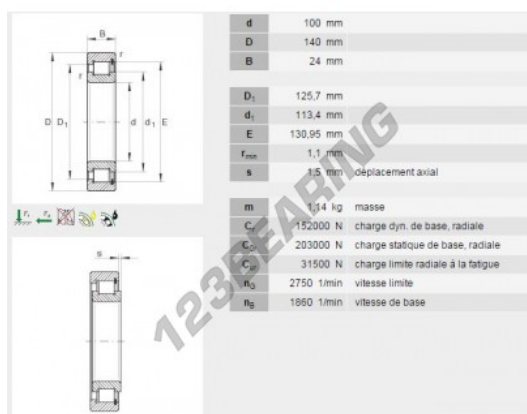 B
r
r
D D₁ d d₁ E
s
d 100 mm
D 140 mm
B 24 mm
D₁ 125,7 mm
d₁ 113,4 mm
E 130,95 mm
rmin 1,1 mm
s 1,5 mm déplacement axial
m 1,14 kg masse
Cr 152000 N charge dyn. de base, radiale
203000 N charge statique de base, radiale
31500 N charge limite radiale á la fatigue
nG 2750 1/min vitesse limite
nB 1860 1/min vitesse de base
123BEARING